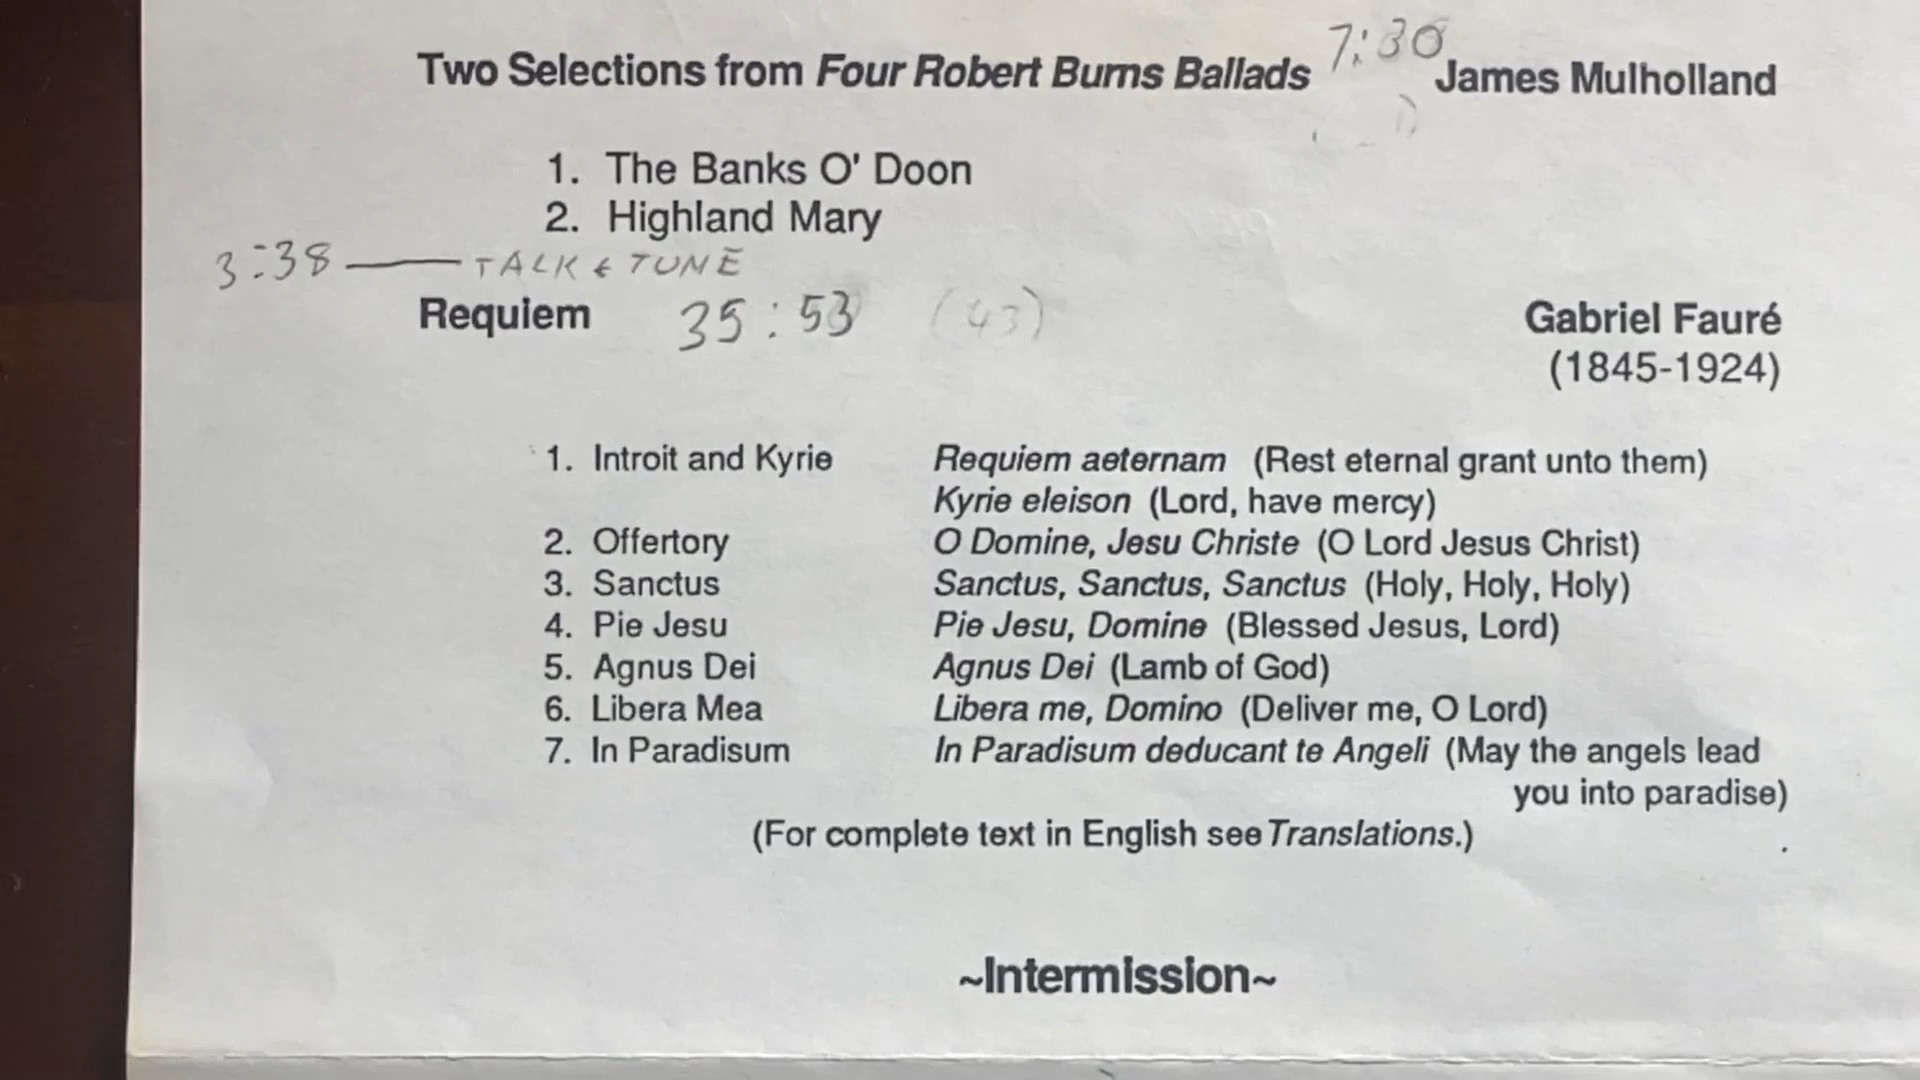 Two Selections from Four Robert Burns Ballads 7:30 James Mulholland
1. The Banks O' Doon
2. Highland Mary
3:38 — TALK & TUNE
Requiem 35:53 (43) Gabriel Fauré
(1845-1924)
1. Introit and Kyrie Requiem aeternam (Rest eternal grant unto them)
Kyrie eleison (Lord, have mercy)
2. Offertory O Domine, Jesu Christe (O Lord Jesus Christ)
3. Sanctus Sanctus, Sanctus, Sanctus (Holy, Holy, Holy)
4. Pie Jesu Pie Jesu, Domine (Blessed Jesus, Lord)
5. Agnus Dei Agnus Dei (Lamb of God)
6. Libera Mea Libera me, Domino (Deliver me, O Lord)
7. In Paradisum In Paradisum deducant te Angeli (May the angels lead
you into paradise)
(For complete text in English see Translations.)
~Intermission~